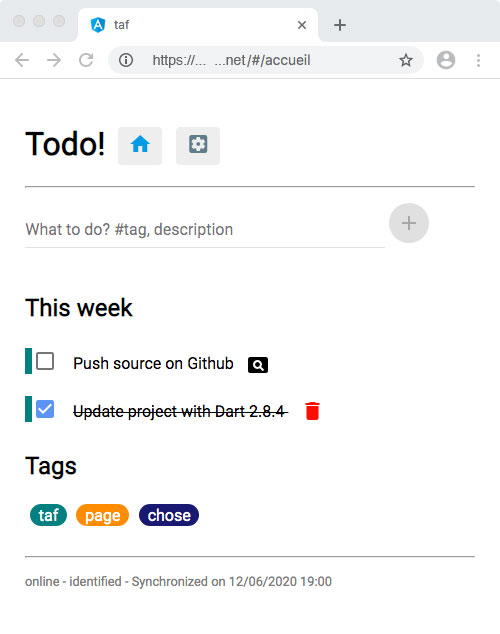 taf
https://... ...net/#/accueil
Todo!
What to do? #tag, description
This week
Push source on Github
Update project with Dart 2.8.4
Tags
taf page chose
online - identified - Synchronized on 12/06/2020 19:00